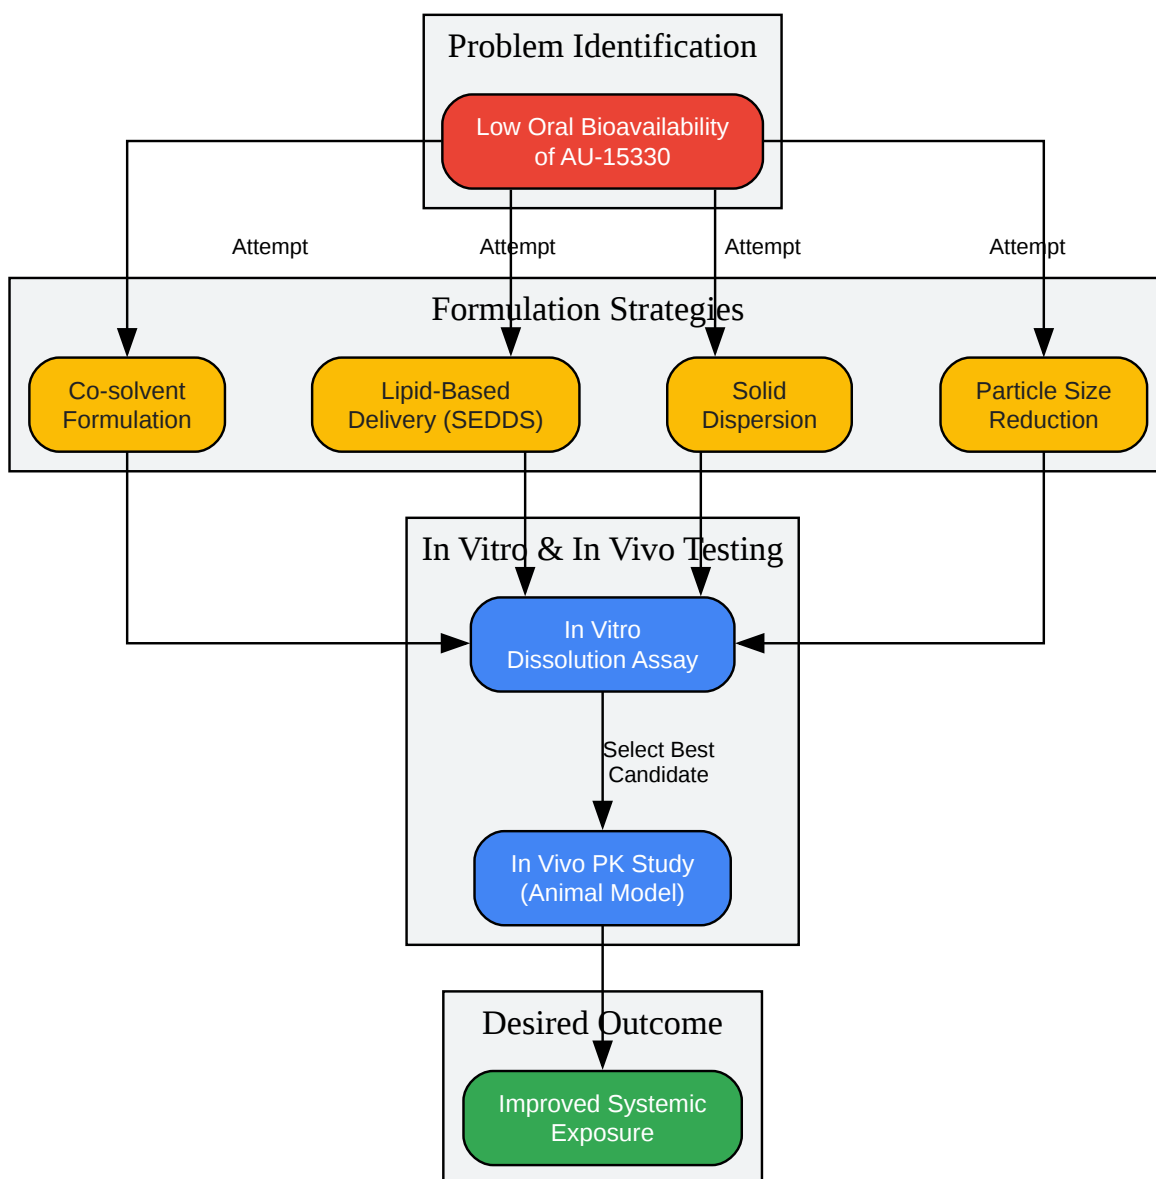 Problem Identification
Low Oral Bioavailability
of AU-15330
Attempt
Attempt
Attempt
Attempt
Formulation Strategies
Co-solvent
Formulation
Lipid-Based
Delivery (SEDDS)
Solid
Dispersion
Particle Size
Reduction
In Vitro & In Vivo Testing
In Vitro
Dissolution Assay
Select Best
Candidate
In Vivo PK Study
(Animal Model)
Desired Outcome
Improved Systemic
Exposure